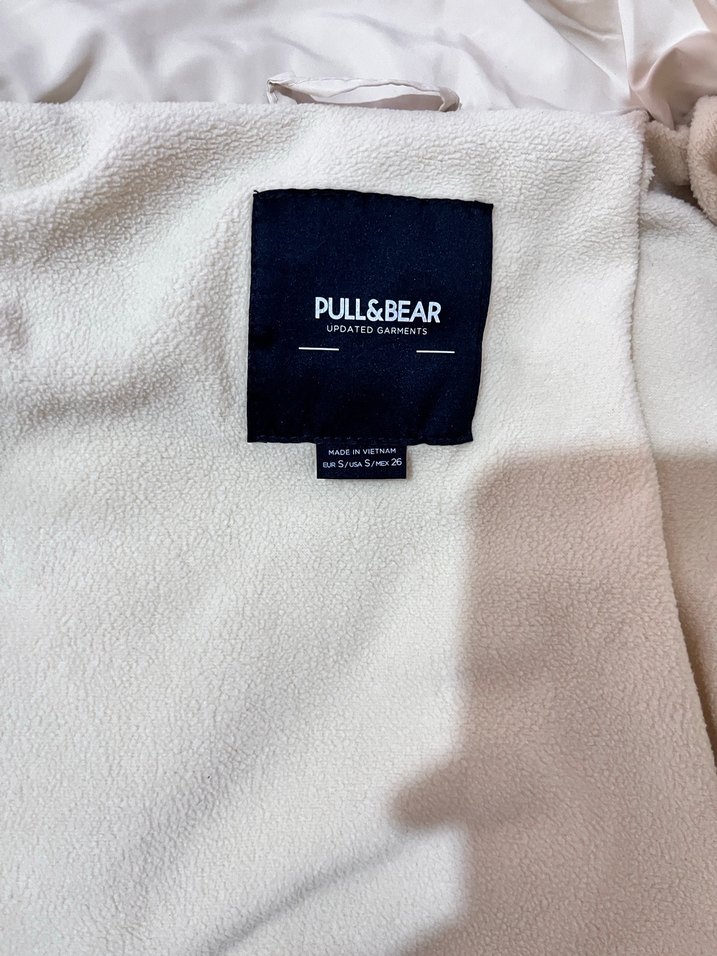 PULL&BEAR
UPDATED GARMENTS
MADE IN VIETNAM
EUR S/USA S/MEX 26